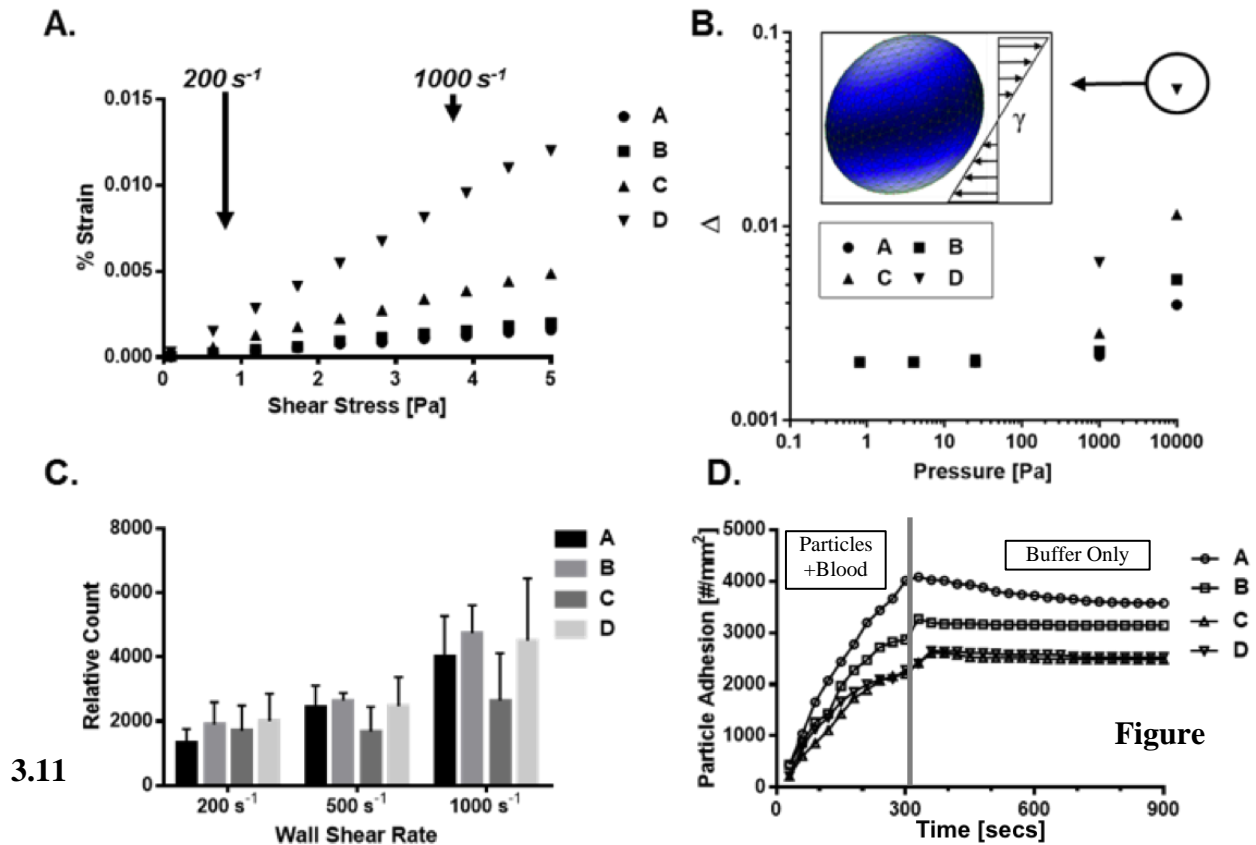 A.
200 s-1
1000 s-1
0.015
0.010
0.005
0.000
% Strain
0 1 2 3 4 5
Shear Stress [Pa]
A
B
C
D
B.
0.1
0.01
0.001
Δ
γ
A B
C D
0.1 1 10 100 1000 10000
Pressure [Pa]
C.
8000
6000
4000
2000
0
Relative Count
200 s-1 500 s-1 1000 s-1
Wall Shear Rate
A
B
C
D
D.
5000
4000
3000
2000
1000
0
Particle Adhesion [#/mm2]
Particles
+Blood
Buffer Only
0 300 600 900
Time [secs]
A
B
C
D
Figure
3.11